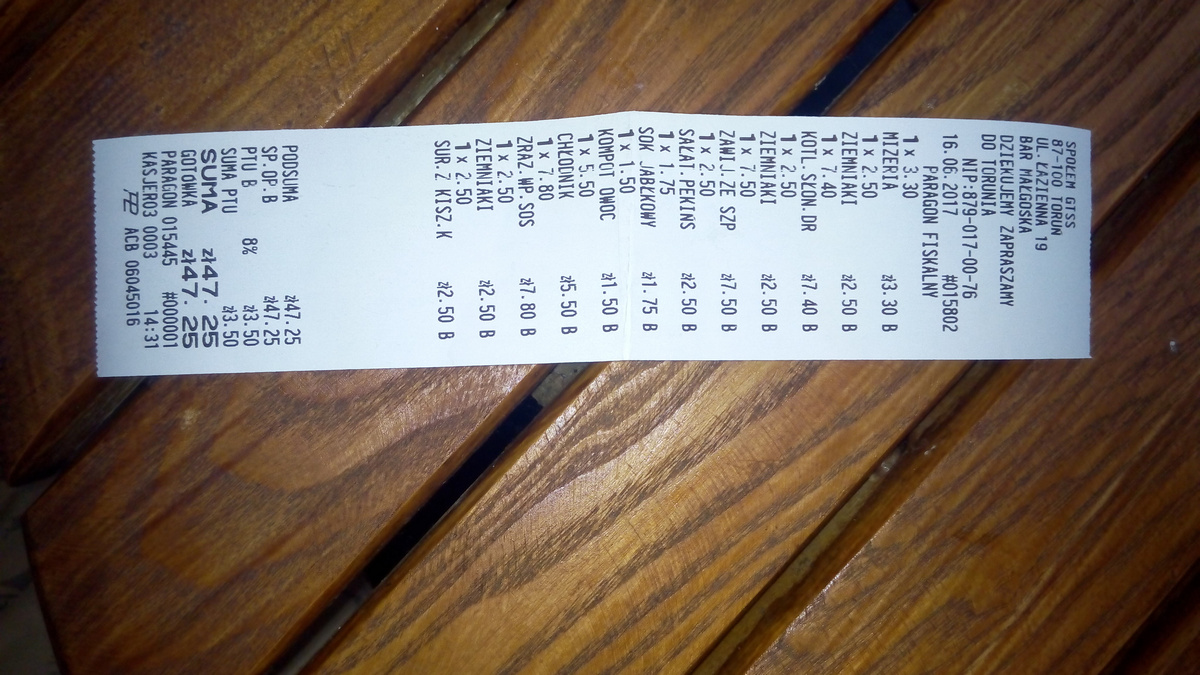 SPOŁEM GTSS
87-100 TORUŃ
UL. ŁAZIENNA 19
BAR MAŁGOŚKA
DZIĘKUJEMY ZAPRASZAMY
DO TORUNIA
NIP:879-017-00-76
16.06.2017 #015802
PARAGON FISKALNY
MIZERIA
1 x 3.30 zł3.30 B
ZIEMNIAKI
1 x 2.50 zł2.50 B
KOTL.SŁON.DR
1 x 7.40 zł7.40 B
ZIEMNIAKI
1 x 2.50 zł2.50 B
ZAWIJ.ZE SZP
1 x 7.50 zł7.50 B
SAŁAT.PEKIŃS
1 x 2.50 zł2.50 B
SOK JABŁKOWY
1 x 1.75 zł1.75 B
KOMPOT OWOC
1 x 1.50 zł1.50 B
CHŁODNIK
1 x 5.50 zł5.50 B
ZRAZ.WP.SOS
1 x 7.80 zł7.80 B
ZIEMNIAKI
1 x 2.50 zł2.50 B
SUR.Z KISZ.K
1 x 2.50 zł2.50 B
PODSUMA zł47.25
SP.OP.B zł47.25
PTU B 8% zł3.50
SUMA PTU zł3.50
SUMA zł47.25
GOTÓWKA zł47.25
PARAGON 015445 #000001
KASJER03 0003 14:31
ACB 06045016